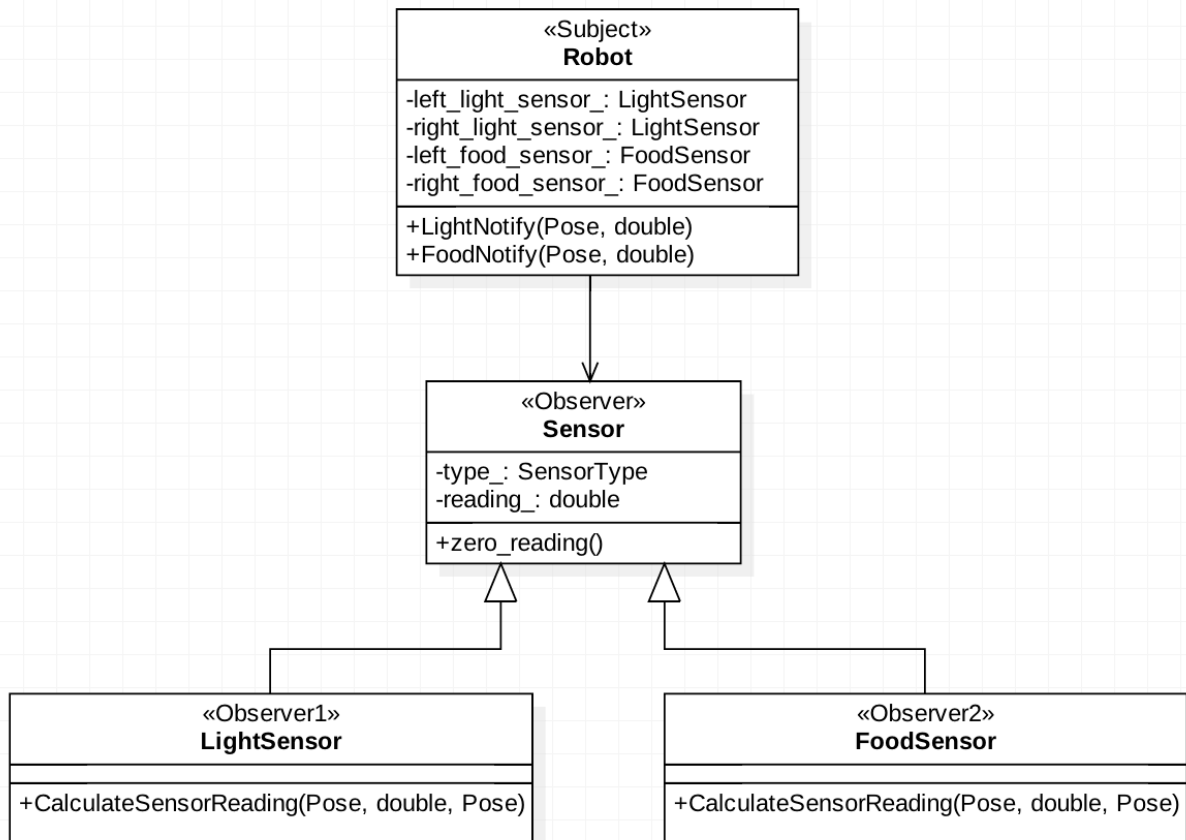 «Subject»
Robot
-left_light_sensor_: LightSensor
-right_light_sensor_: LightSensor
-left_food_sensor_: FoodSensor
-right_food_sensor_: FoodSensor
+LightNotify(Pose, double)
+FoodNotify(Pose, double)
«Observer»
Sensor
-type_: SensorType
-reading_: double
+zero_reading()
«Observer1»
LightSensor
+CalculateSensorReading(Pose, double, Pose)
«Observer2»
FoodSensor
+CalculateSensorReading(Pose, double, Pose)